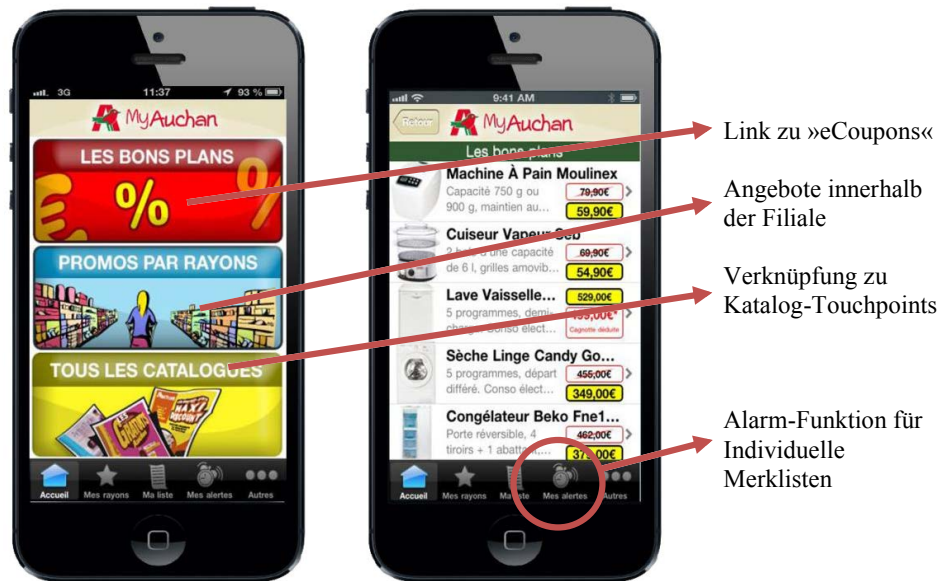 3G 11:37 93 %
MyAuchan
LES BONS PLANS
%
PROMOS PAR RAYONS
TOUS LES CATALOGUES
Accueil Mes rayons Ma liste Mes alertes Autres
9:41 AM
Retour MyAuchan
Les bons plans
Machine À Pain Moulinex
Capacité 750 g ou 79,90€
900 g, maintien au... 59,90€
Cuiseur Vapeur Seb
une capacité 69,90€
de 6 l, grilles amovib... 54,90€
Lave Vaisselle... 529,00€
5 programmes, demi-
charge. Conso élect... Cagnotte déduite
Sèche Linge Candy Go...
5 programmes, départ 455,00€
différé. Conso élect... 349,00€
Congélateur Beko Fne1...
Porte réversible, 4 462,00€
tiroirs + 1 abattant,...
Accueil Mes rayons Ma liste Mes alertes Autres
Link zu »eCoupons«
Angebote innerhalb
der Filiale
Verknüpfung zu
Katalog-Touchpoints
Alarm-Funktion für
Individuelle
Merklisten